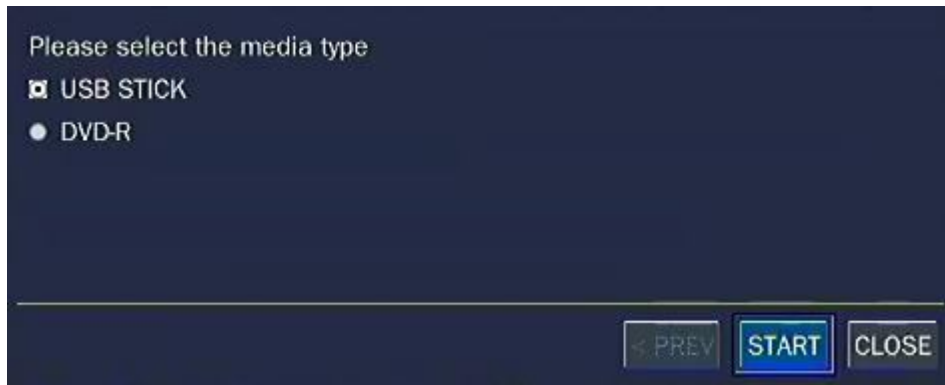 Please select the media type
USB STICK
DVD-R
< PREV START CLOSE